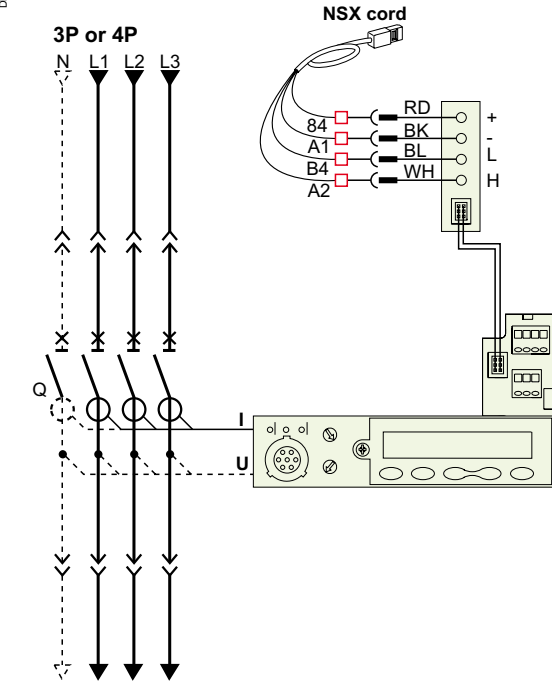 D
NSX cord
3P or 4P
N L1 L2 L3
84 RD +
A1 BK -
B4 BL L
A2 WH H
Q
I
U